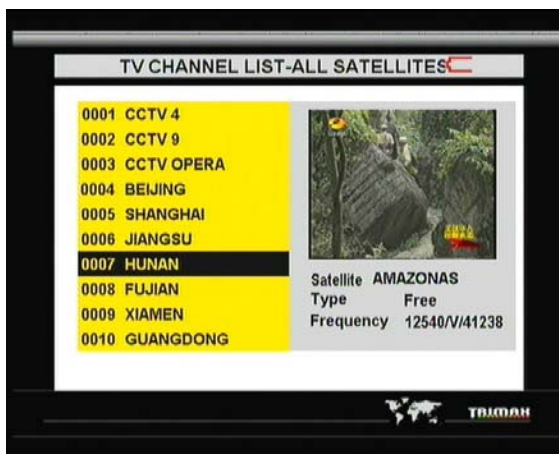 TV CHANNEL LIST-ALL SATELLITES
0001 CCTV 4
0002 CCTV 9
0003 CCTV OPERA
0004 BEIJING
0005 SHANGHAI
0006 JIANGSU
0007 HUNAN
0008 FUJIAN
0009 XIAMEN
0010 GUANGDONG
Satellite AMAZONAS
Type Free
Frequency 12540/V/41238
TRIMAX